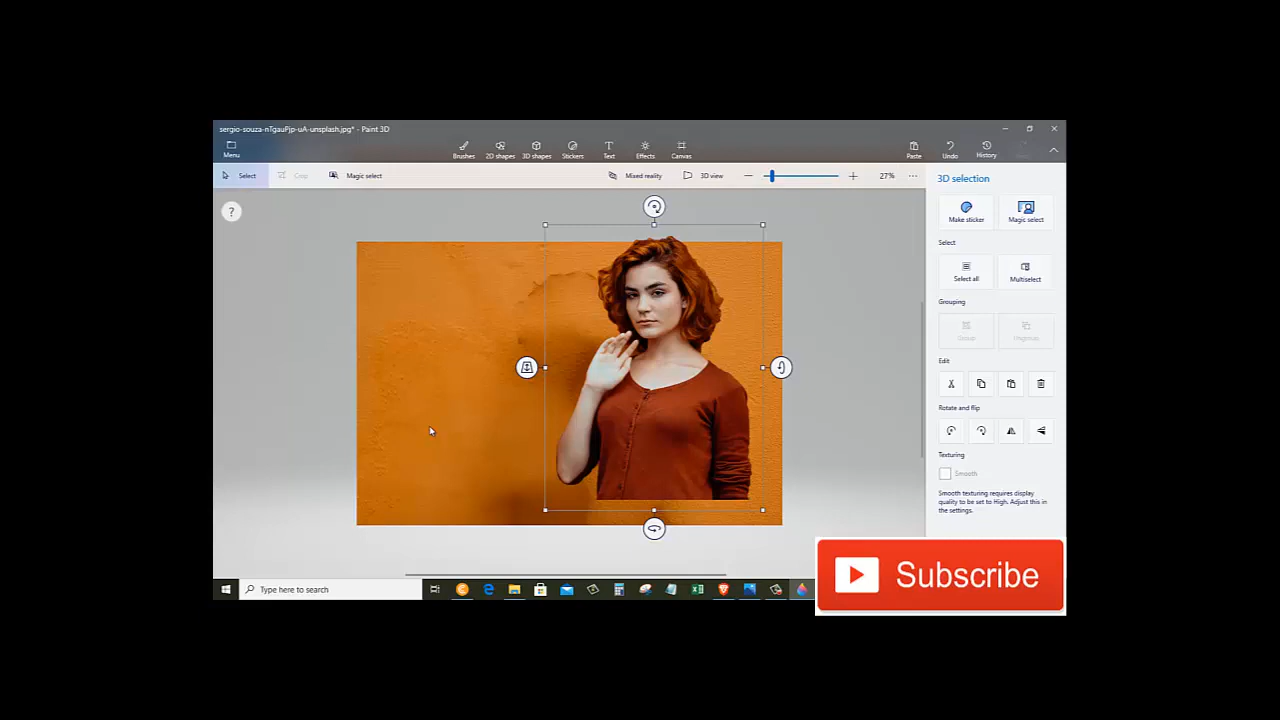 sergio-souza-nTgauPjp-uA-unsplash.jpg* - Paint 3D
Menu
Brushes
2D shapes
3D shapes
Stickers
Text
Effects
Canvas
Paste
Undo
History
Select
Crop
Magic select
Mixed reality
3D view
27%
3D selection
?
Make sticker
Magic select
Select
Select all
Multiselect
Grouping
Group
Ungroup
Edit
Rotate and flip
Texturing
Smooth
Smooth texturing requires display
quality to be set to High. Adjust this in
the settings.
Subscribe
Type here to search